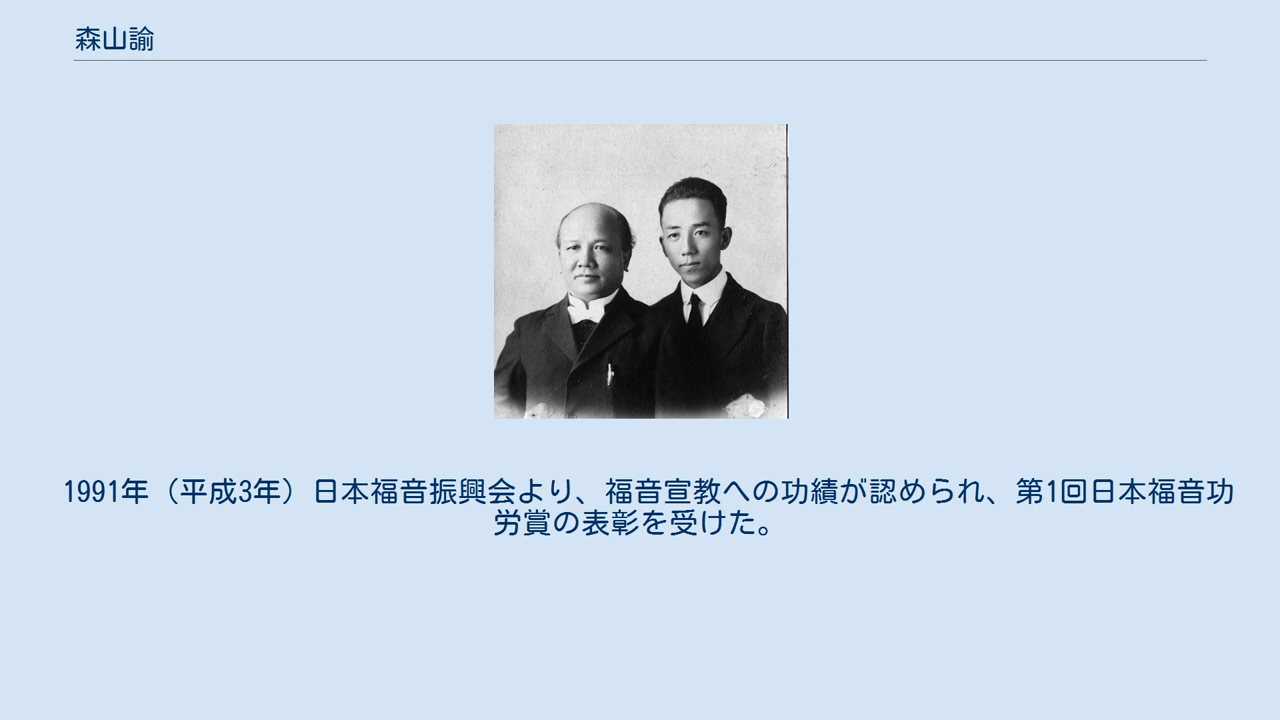 森山諭
1991年（平成3年）日本福音振興会より、福音宣教への功績が認められ、第1回日本福音功
労賞の表彰を受けた。